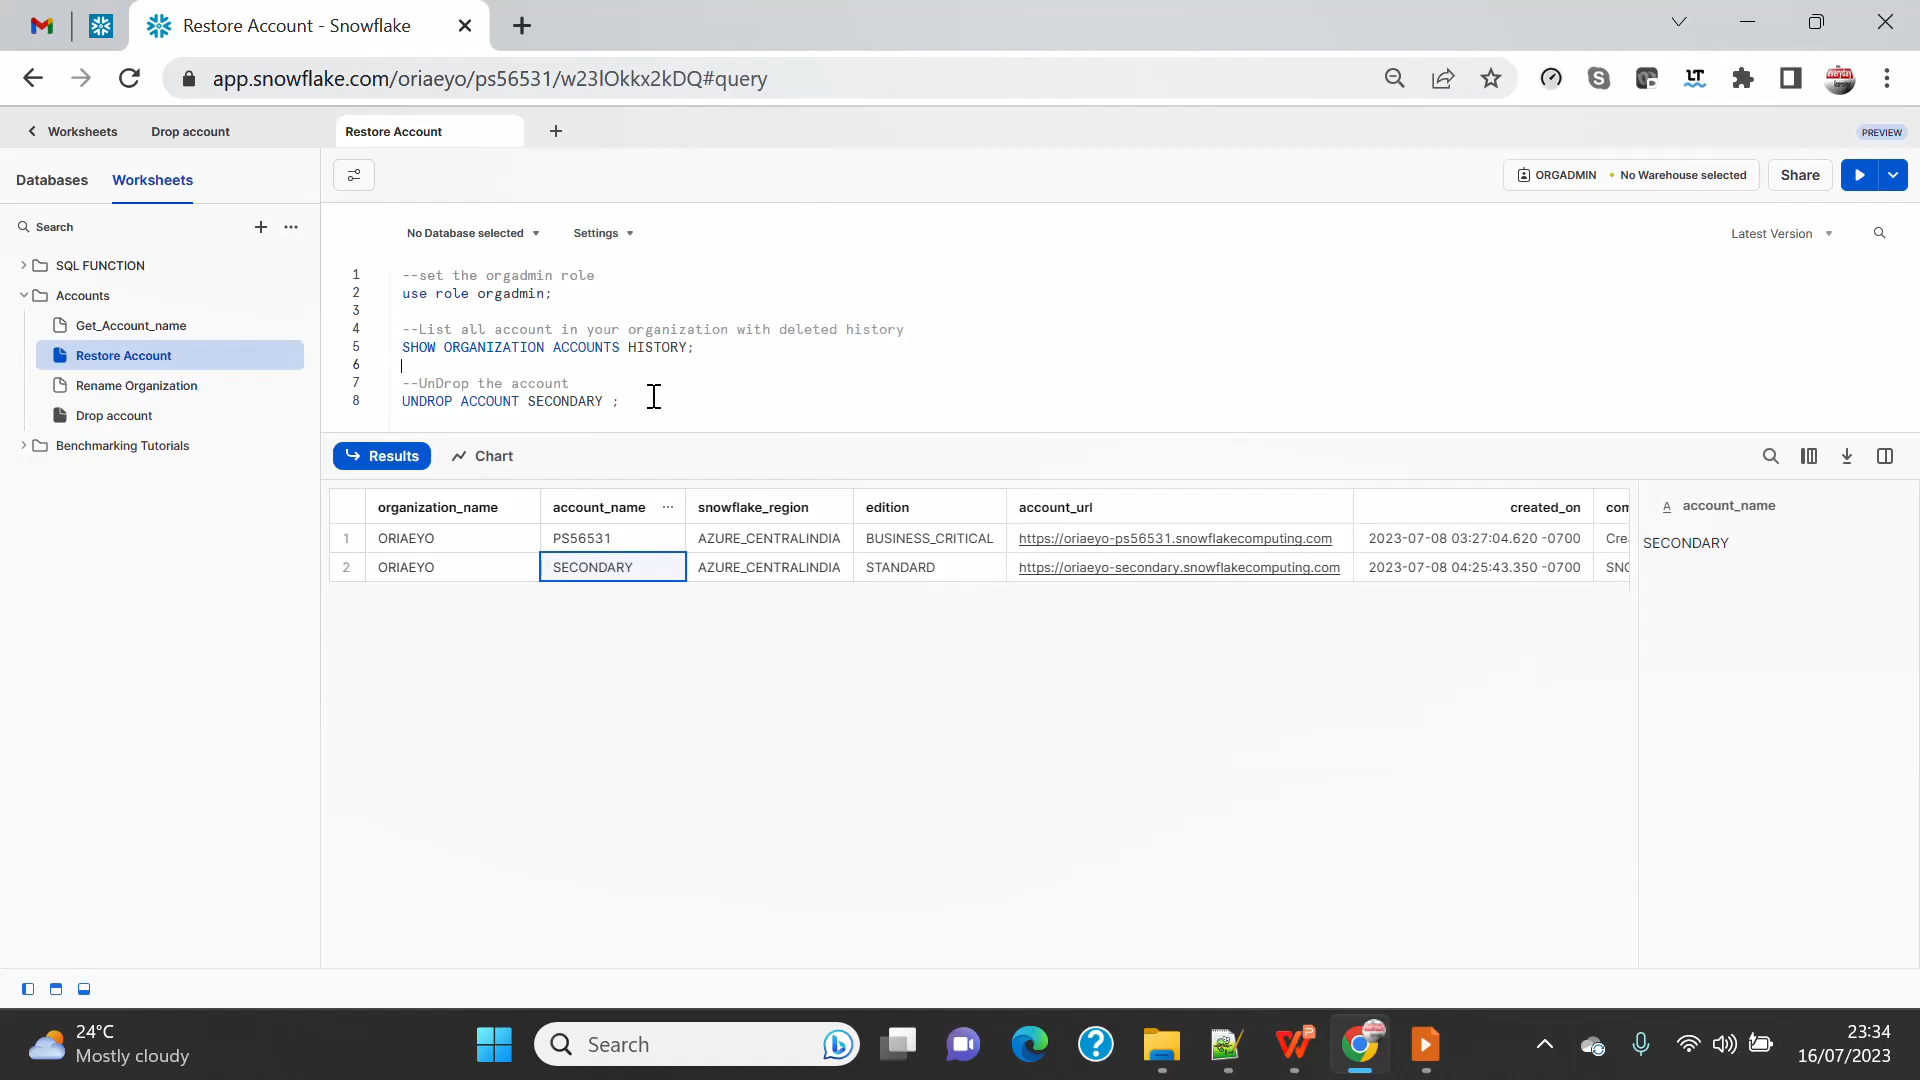 Restore Account - Snowflake
app.snowflake.com/oriaeyo/ps56531/w23lOkkx2kDQ#query
Worksheets
Drop account
Restore Account
PREVIEW
Databases
Worksheets
ORGADMIN
No Warehouse selected
Share
Search
No Database selected
Settings
Latest Version
SQL FUNCTION
Accounts
Get_Account_name
Restore Account
Rename Organization
Drop account
Benchmarking Tutorials
1 --set the orgadmin role
2 use role orgadmin;
3
4 --List all account in your organization with deleted history
5 SHOW ORGANIZATION ACCOUNTS HISTORY;
6
7 --UnDrop the account
8 UNDROP ACCOUNT SECONDARY ;
Results
Chart
organization_name account_name ... snowflake_region edition account_url created_on com
1 ORIAEYO PS56531 AZURE_CENTRALINDIA BUSINESS_CRITICAL https://oriaeyo-ps56531.snowflakecomputing.com 2023-07-08 03:27:04.620 -0700 Cre
2 ORIAEYO SECONDARY AZURE_CENTRALINDIA STANDARD https://oriaeyo-secondary.snowflakecomputing.com 2023-07-08 04:25:43.350 -0700 SNO
A account_name
SECONDARY
24°C
Mostly cloudy
Search
23:34
16/07/2023